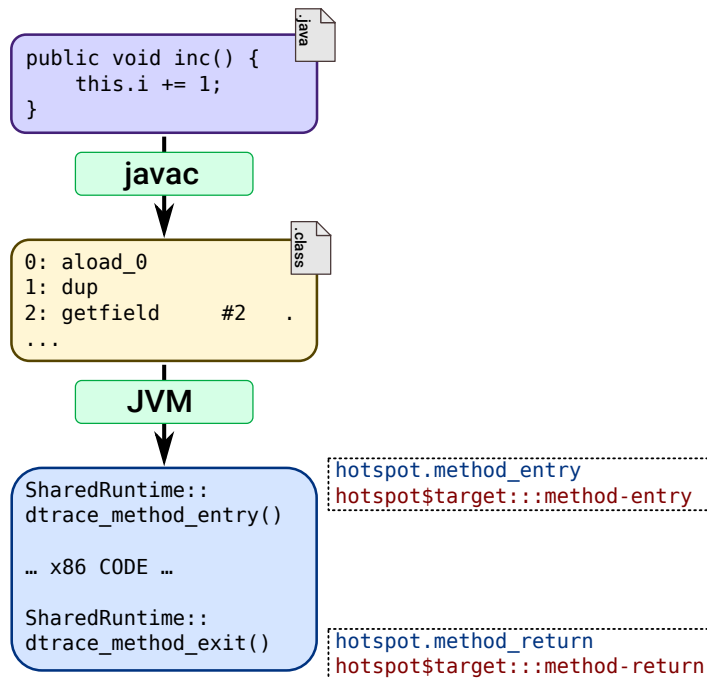 .java
public void inc() {
    this.i += 1;
}
javac
.class
0: aload_0
1: dup
2: getfield     #2   .
...
JVM
SharedRuntime::
dtrace_method_entry()
… x86 CODE …
SharedRuntime::
dtrace_method_exit()
hotspot.method_entry
hotspot$target:::method-entry
hotspot.method_return
hotspot$target:::method-return